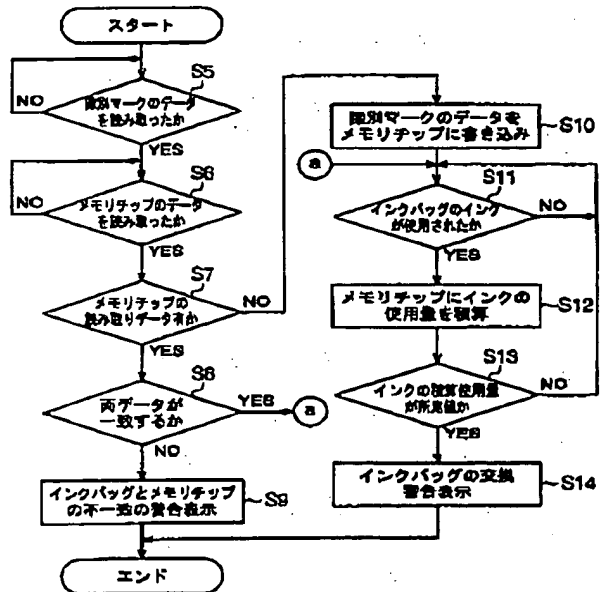 スタート
S5
識別マークのデータ
を読み取ったか
NO
YES
S6
メモリチップのデータ
を読み取ったか
NO
YES
S7
メモリチップの
読み取りデータ有か
NO
YES
S8
両データが
一致するか
YES
a
NO
インクバッグとメモリチップ
の不一致の警告表示
S9
エンド
識別マークのデータを
メモリチップに書き込み
S10
a
S11
インクバッグのインク
が使用されたか
NO
YES
メモリチップにインクの
使用量を積算
S12
S13
インクの積算使用量
が所定値か
NO
YES
インクバッグの交換
警告表示
S14